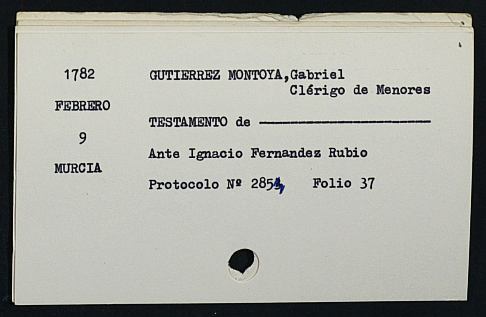 1782
FEBRERO
9
MURCIA
GUTIERREZ MONTOYA,Gabriel
Clérigo de Menores
TESTAMENTO de ————————
Ante Ignacio Fernandez Rubio
Protocolo Nº 2854, Folio 37